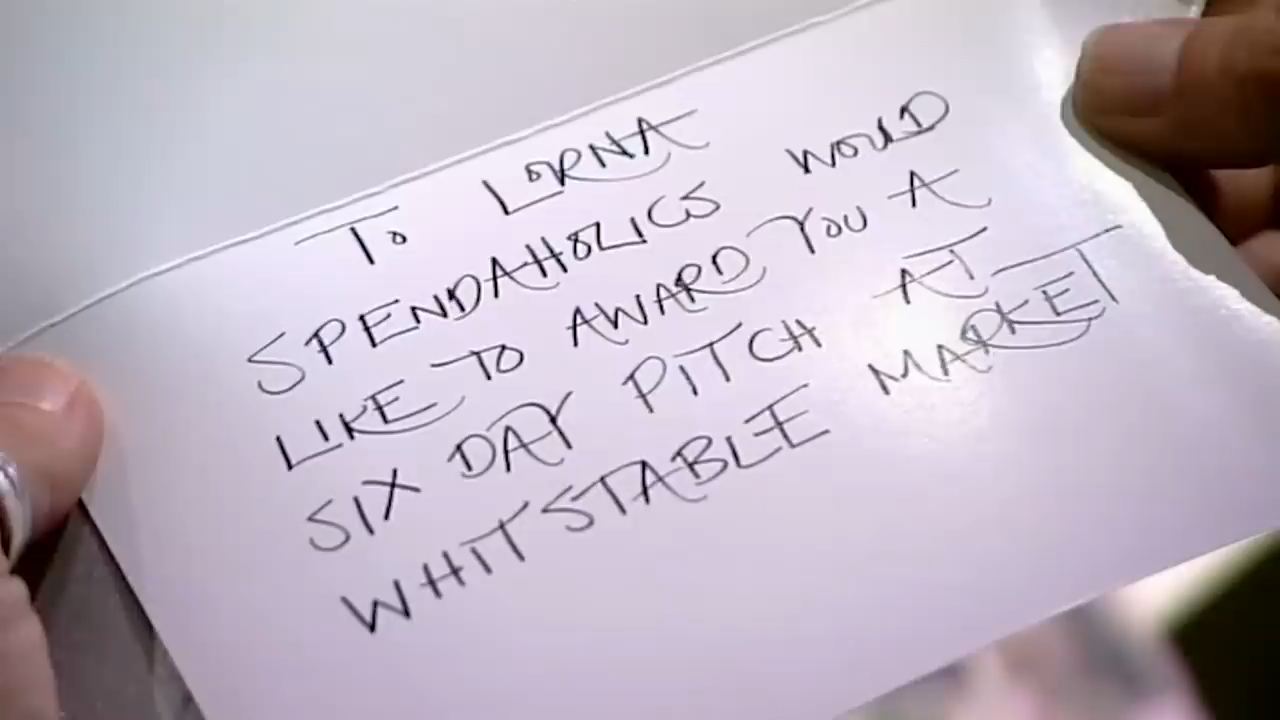 To LORNA
SPENDAHOLICS WOULD
LIKE TO AWARD YOU A
SIX DAY PITCH AT
WHITSTABLE MARKET